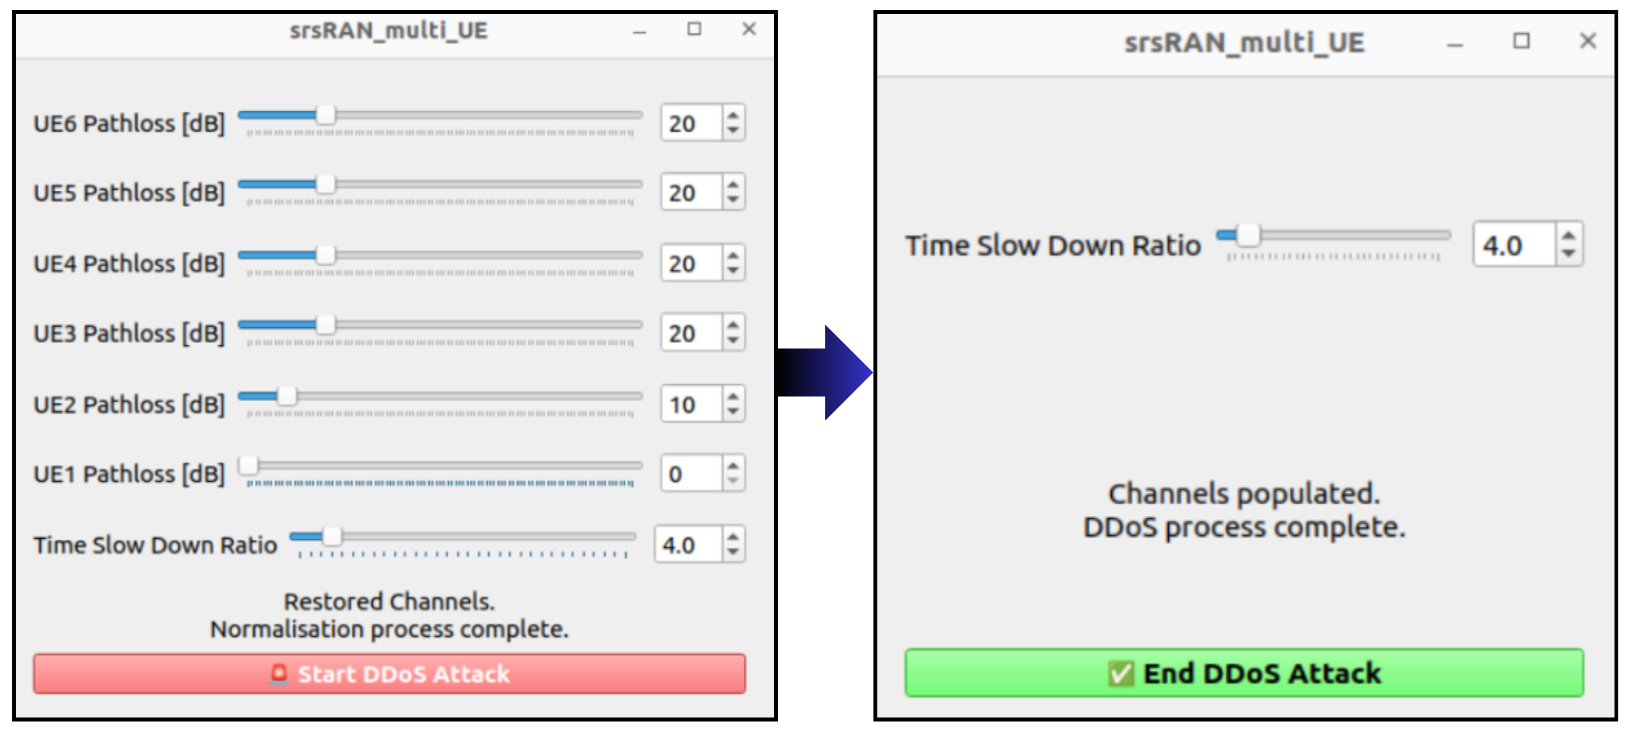 srsRAN_multi_UE
UE6 Pathloss [dB] 20
UE5 Pathloss [dB] 20
UE4 Pathloss [dB] 20
UE3 Pathloss [dB] 20
UE2 Pathloss [dB] 10
UE1 Pathloss [dB] 0
Time Slow Down Ratio 4.0
Restored Channels.
Normalisation process complete.
🚨 Start DDoS Attack
srsRAN_multi_UE
Time Slow Down Ratio 4.0
Channels populated.
DDoS process complete.
✅ End DDoS Attack